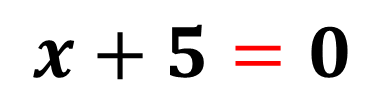 x + 5 = 0